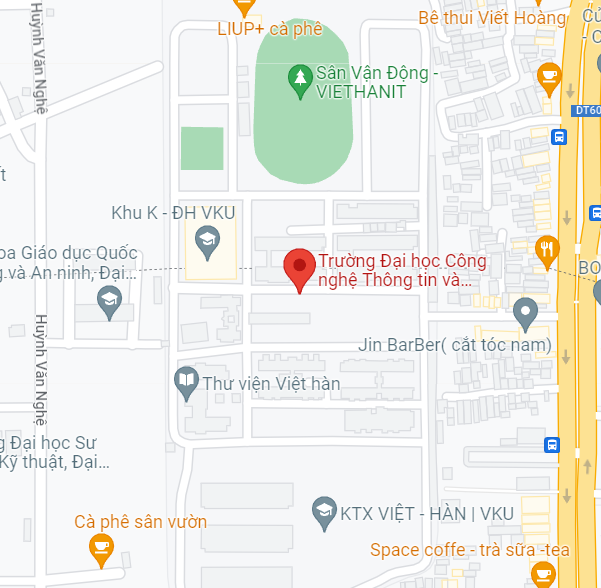 Huỳnh Văn Nghệ
LIUP+ cà phê
Bê thui Viết Hoàng
Sân Vận Động -
VIETHANIT
DT60
Khu K - ĐH VKU
oa Giáo dục Quốc
và An ninh, Đại...
Trường Đại học Công
nghệ Thông tin và...
BO
Huỳnh Văn Nghệ
Jin BarBer( cắt tóc nam)
Thư viện Việt hàn
Đại học Sư
Kỹ thuật, Đại...
KTX VIỆT - HÀN | VKU
Cà phê sân vườn
Space coffe - trà sữa -tea